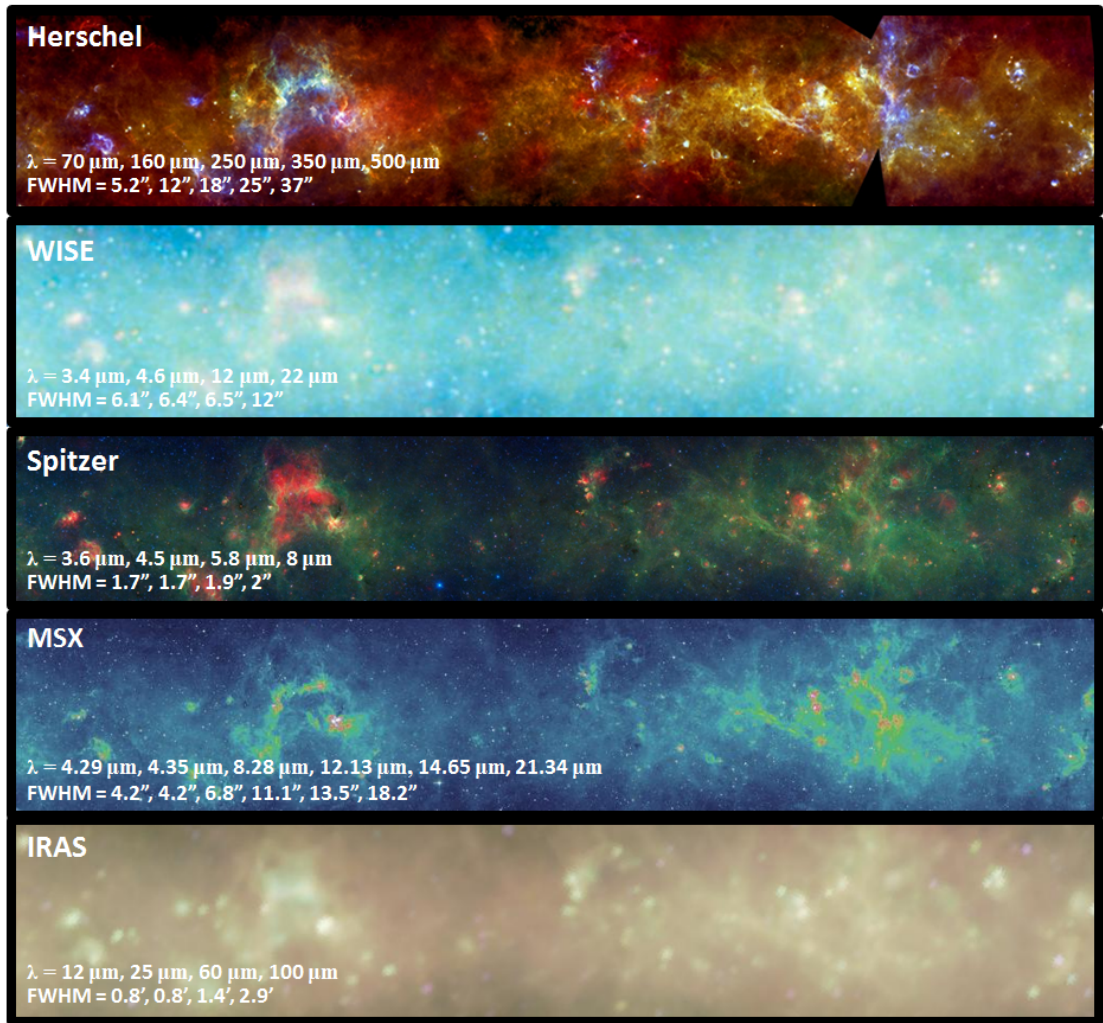 Herschel
λ = 70 μm, 160 μm, 250 μm, 350 μm, 500 μm
FWHM = 5.2”, 12”, 18”, 25”, 37”
WISE
λ = 3.4 μm, 4.6 μm, 12 μm, 22 μm
FWHM = 6.1”, 6.4”, 6.5”, 12”
Spitzer
λ = 3.6 μm, 4.5 μm, 5.8 μm, 8 μm
FWHM = 1.7”, 1.7”, 1.9”, 2”
MSX
λ = 4.29 μm, 4.35 μm, 8.28 μm, 12.13 μm, 14.65 μm, 21.34 μm
FWHM = 4.2”, 4.2”, 6.8”, 11.1”, 13.5”, 18.2”
IRAS
λ = 12 μm, 25 μm, 60 μm, 100 μm
FWHM = 0.8’, 0.8’, 1.4’, 2.9’